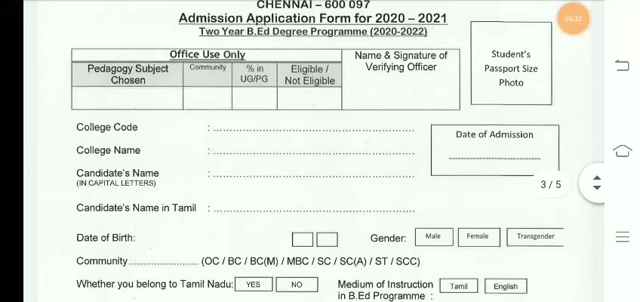 CHENNAI – 600 097
Admission Application Form for 2020 – 2021
Two Year B.Ed Degree Programme (2020-2022)
Office Use Only
Pedagogy Subject Chosen
Community
% in UG/PG
Eligible / Not Eligible
Name & Signature of Verifying Officer
Student's
Passport Size
Photo
05:22
College Code :
College Name :
Candidate's Name :
(IN CAPITAL LETTERS)
Date of Admission
3 / 5
Candidate's Name in Tamil :
Date of Birth: Gender: Male Female Transgender
Community.................... (OC / BC / BC(M) / MBC / SC / SC(A) / ST / SCC)
Whether you belong to Tamil Nadu: YES NO Medium of Instruction Tamil English
in B.Ed Programme :